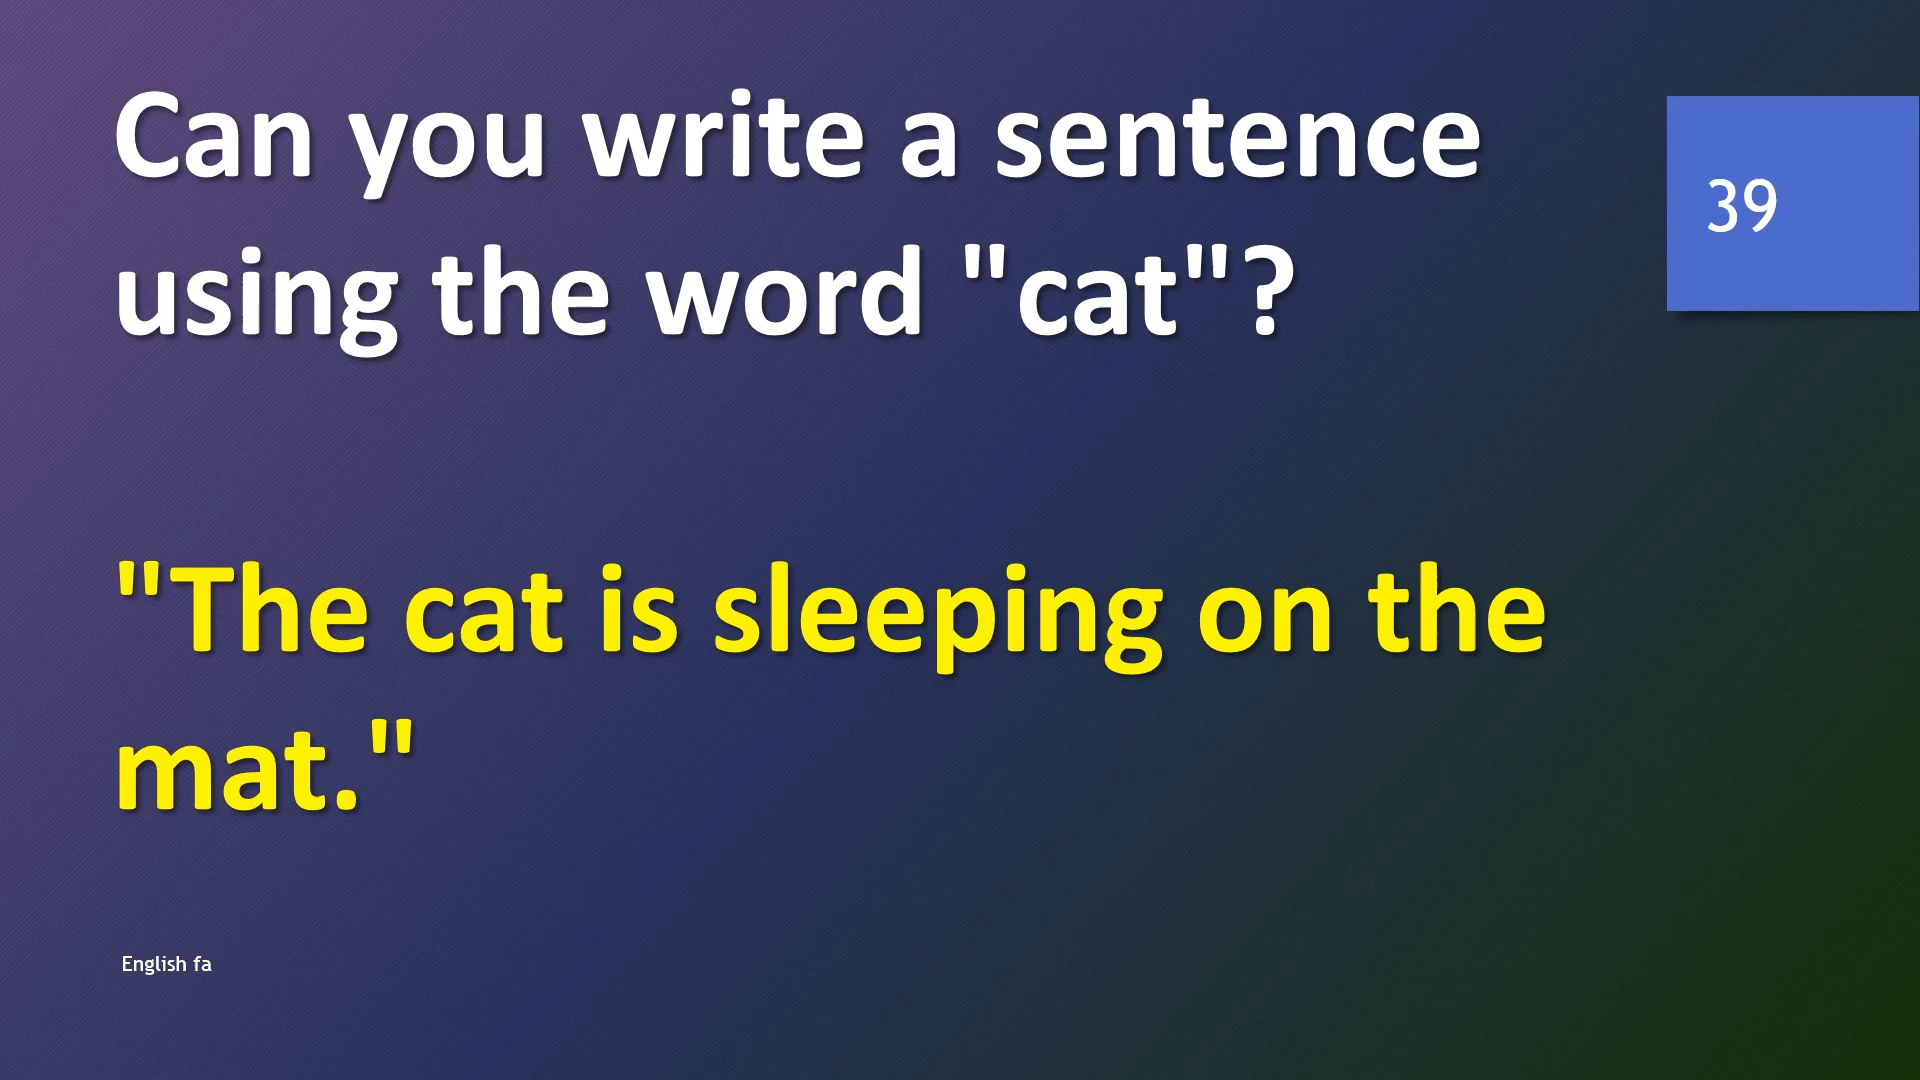 Can you write a sentence
using the word "cat"?
39
"The cat is sleeping on the
mat."
English fa